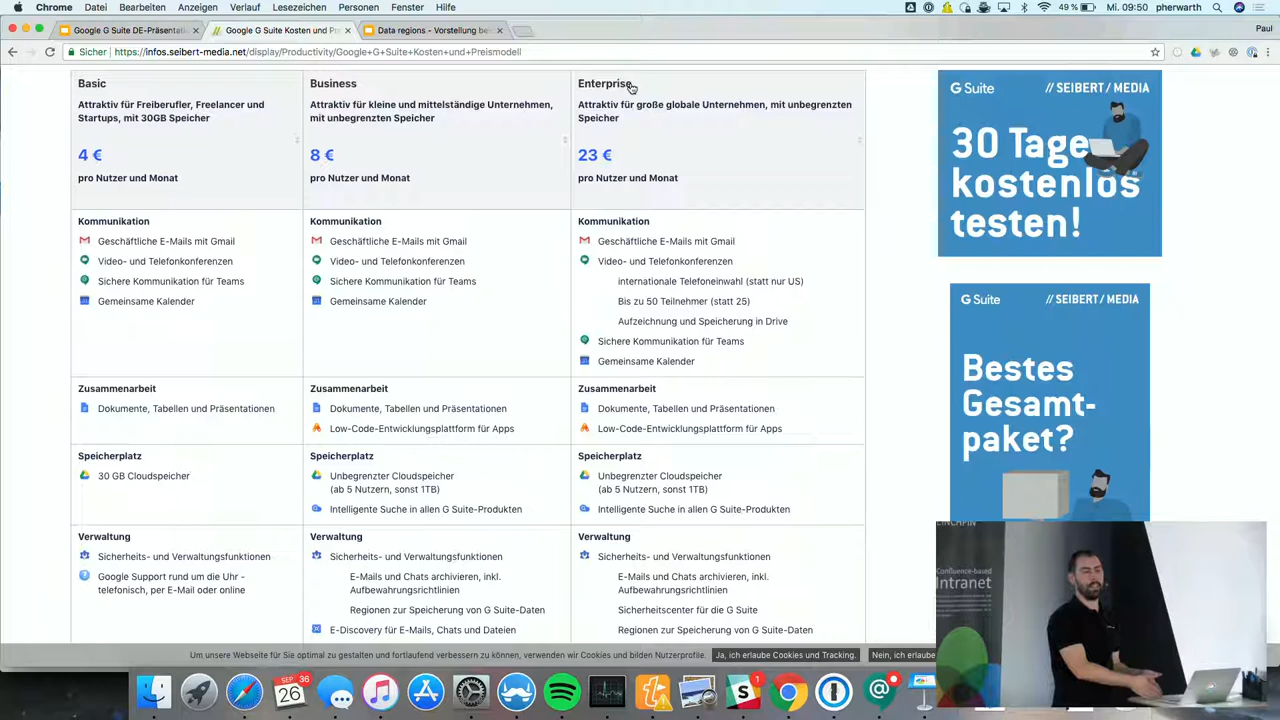 Chrome Datei Bearbeiten Anzeigen Verlauf Lesezeichen Personen Fenster Hilfe
49 % Mi. 09:50 pherwarth
Google G Suite DE-Präsentati
Google G Suite Kosten und Pr
Data regions - Vorstellung be
Paul
Sicher https://infos.seibert-media.net/display/Productivity/Google+G+Suite+Kosten+und+Preismodell
Basic
Attraktiv für Freiberufler, Freelancer und
Startups, mit 30GB Speicher
4 €
pro Nutzer und Monat
Kommunikation
Geschäftliche E-Mails mit Gmail
Video- und Telefonkonferenzen
Sichere Kommunikation für Teams
Gemeinsame Kalender
Zusammenarbeit
Dokumente, Tabellen und Präsentationen
Speicherplatz
30 GB Cloudspeicher
Verwaltung
Sicherheits- und Verwaltungsfunktionen
Google Support rund um die Uhr -
telefonisch, per E-Mail oder online
Business
Attraktiv für kleine und mittelständige Unternehmen,
mit unbegrenzten Speicher
8 €
pro Nutzer und Monat
Kommunikation
Geschäftliche E-Mails mit Gmail
Video- und Telefonkonferenzen
Sichere Kommunikation für Teams
Gemeinsame Kalender
Zusammenarbeit
Dokumente, Tabellen und Präsentationen
Low-Code-Entwicklungsplattform für Apps
Speicherplatz
Unbegrenzter Cloudspeicher
(ab 5 Nutzern, sonst 1TB)
Intelligente Suche in allen G Suite-Produkten
Verwaltung
Sicherheits- und Verwaltungsfunktionen
E-Mails und Chats archivieren, inkl.
Aufbewahrungsrichtlinien
Regionen zur Speicherung von G Suite-Daten
E-Discovery für E-Mails, Chats und Dateien
Enterprise
Attraktiv für große globale Unternehmen, mit unbegrenzten
Speicher
23 €
pro Nutzer und Monat
Kommunikation
Geschäftliche E-Mails mit Gmail
Video- und Telefonkonferenzen
internationale Telefoneinwahl (statt nur US)
Bis zu 50 Teilnehmer (statt 25)
Aufzeichnung und Speicherung in Drive
Sichere Kommunikation für Teams
Gemeinsame Kalender
Zusammenarbeit
Dokumente, Tabellen und Präsentationen
Low-Code-Entwicklungsplattform für Apps
Speicherplatz
Unbegrenzter Cloudspeicher
(ab 5 Nutzern, sonst 1TB)
Intelligente Suche in allen G Suite-Produkten
Verwaltung
Sicherheits- und Verwaltungsfunktionen
E-Mails und Chats archivieren, inkl.
Aufbewahrungsrichtlinien
Sicherheitscenter für die G Suite
Regionen zur Speicherung von G Suite-Daten
G Suite // SEIBERT/MEDIA
30 Tage
kostenlos
testen!
G Suite // SEIBERT/MEDIA
Bestes
Gesamt-
paket?
Confluence-based
Intranet
Um unsere Webseite für Sie optimal zu gestalten und fortlaufend verbessern zu können, verwenden wir Cookies und bilden Nutzerprofile. Ja, ich erlaube Cookies und Tracking. Nein, ich erlaube
SEP 36
26
1